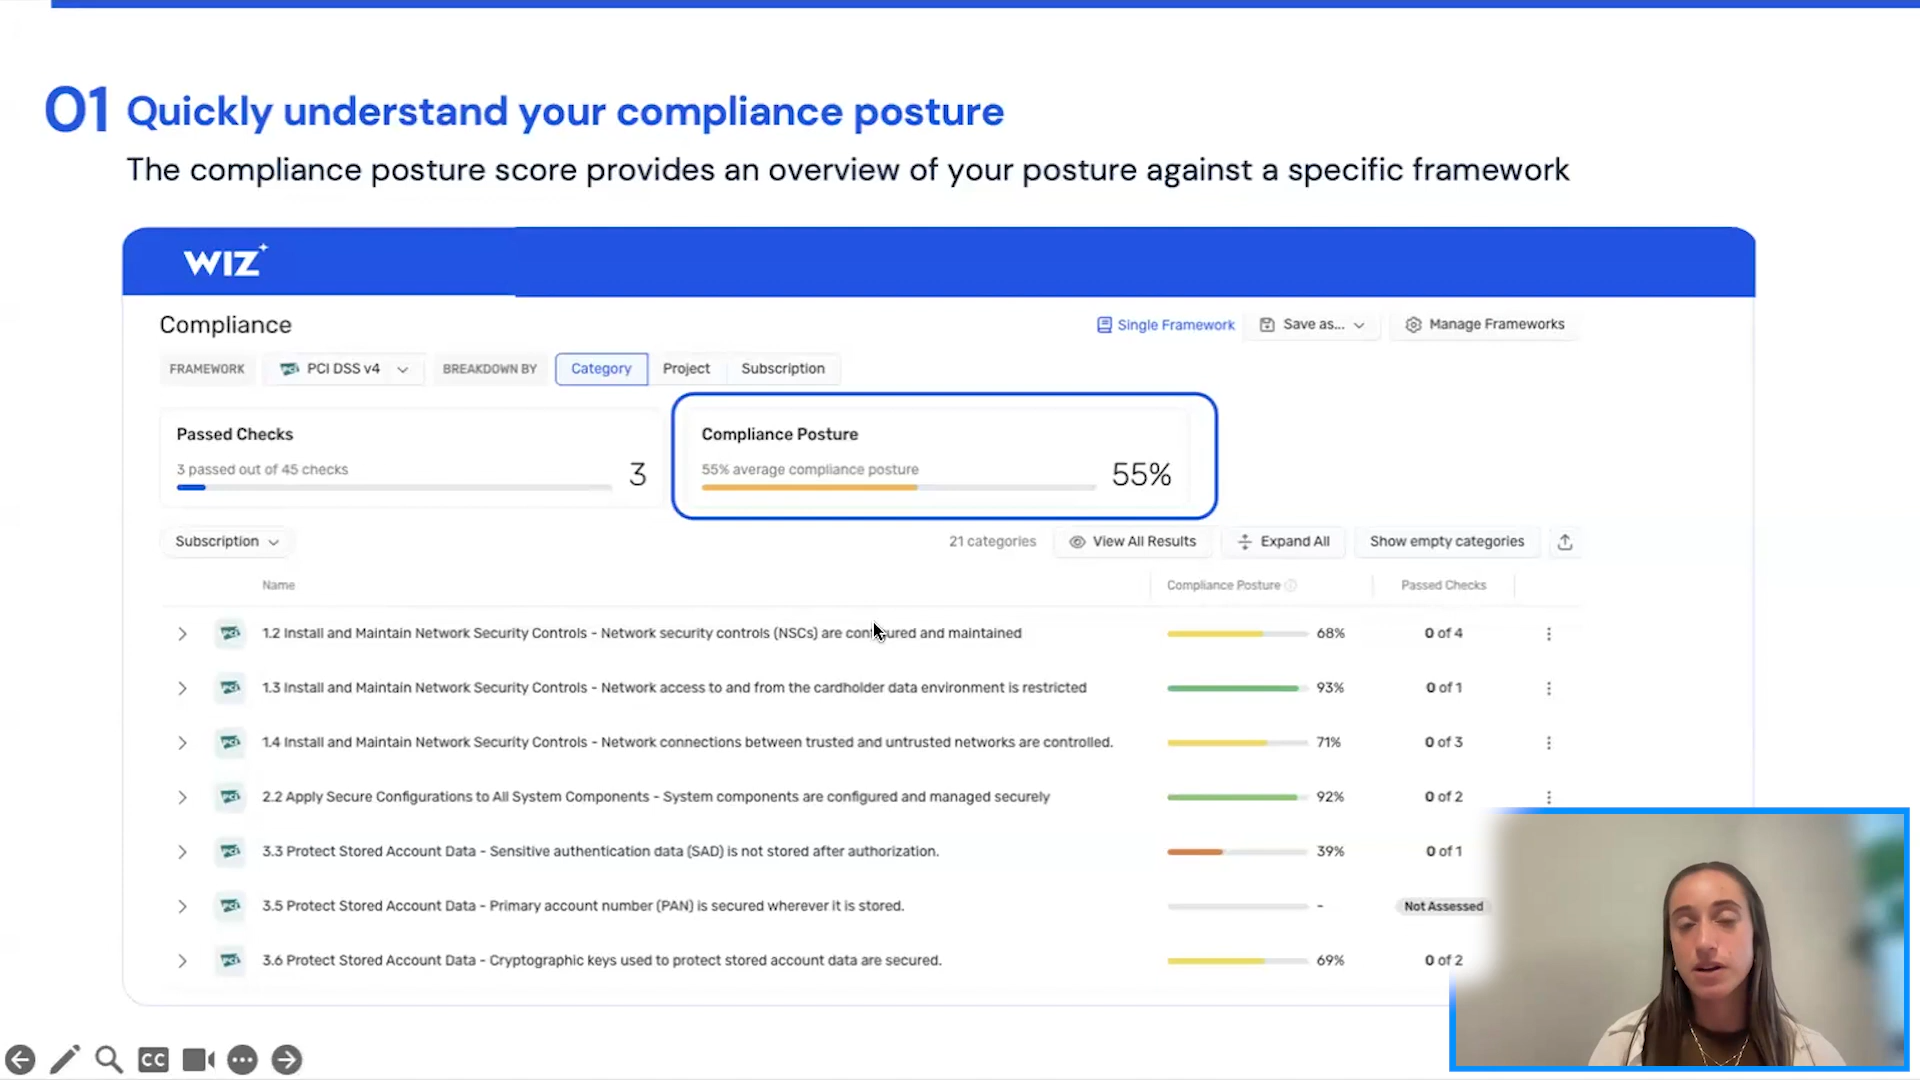 01 Quickly understand your compliance posture
The compliance posture score provides an overview of your posture against a specific framework
WIZ
Compliance
Single Framework
Save as...
Manage Frameworks
FRAMEWORK
PCI DSS v4
BREAKDOWN BY
Category
Project
Subscription
Passed Checks
3 passed out of 45 checks
3
Compliance Posture
55% average compliance posture
55%
Subscription
21 categories
View All Results
Expand All
Show empty categories
Name
Compliance Posture
Passed Checks
1.2 Install and Maintain Network Security Controls - Network security controls (NSCs) are configured and maintained
68%
0 of 4
1.3 Install and Maintain Network Security Controls - Network access to and from the cardholder data environment is restricted
93%
0 of 1
1.4 Install and Maintain Network Security Controls - Network connections between trusted and untrusted networks are controlled.
71%
0 of 3
2.2 Apply Secure Configurations to All System Components - System components are configured and managed securely
92%
0 of 2
3.3 Protect Stored Account Data - Sensitive authentication data (SAD) is not stored after authorization.
39%
0 of 1
3.5 Protect Stored Account Data - Primary account number (PAN) is secured wherever it is stored.
-
Not Assessed
3.6 Protect Stored Account Data - Cryptographic keys used to protect stored account data are secured.
69%
0 of 2
CC